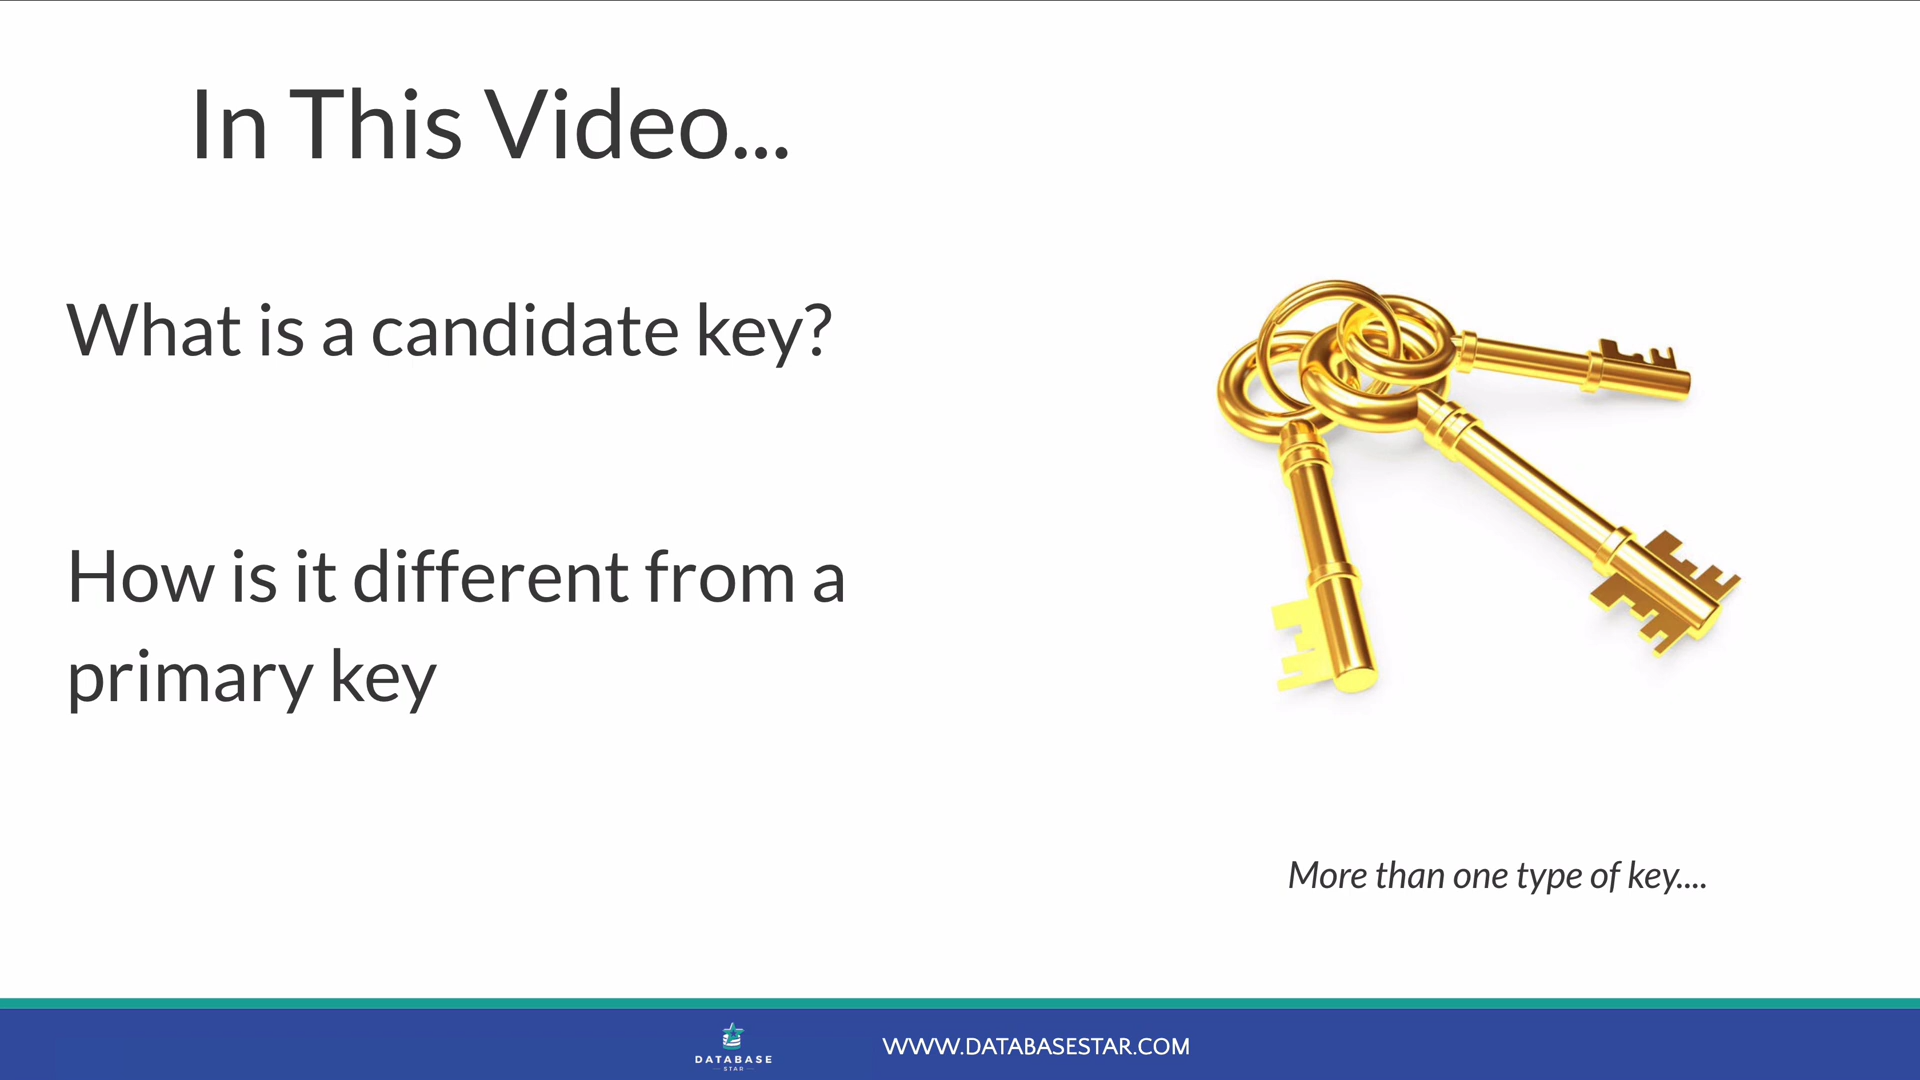 In This Video...
What is a candidate key?
How is it different from a
primary key
More than one type of key....
DATABASE
STAR
WWW.DATABASESTAR.COM